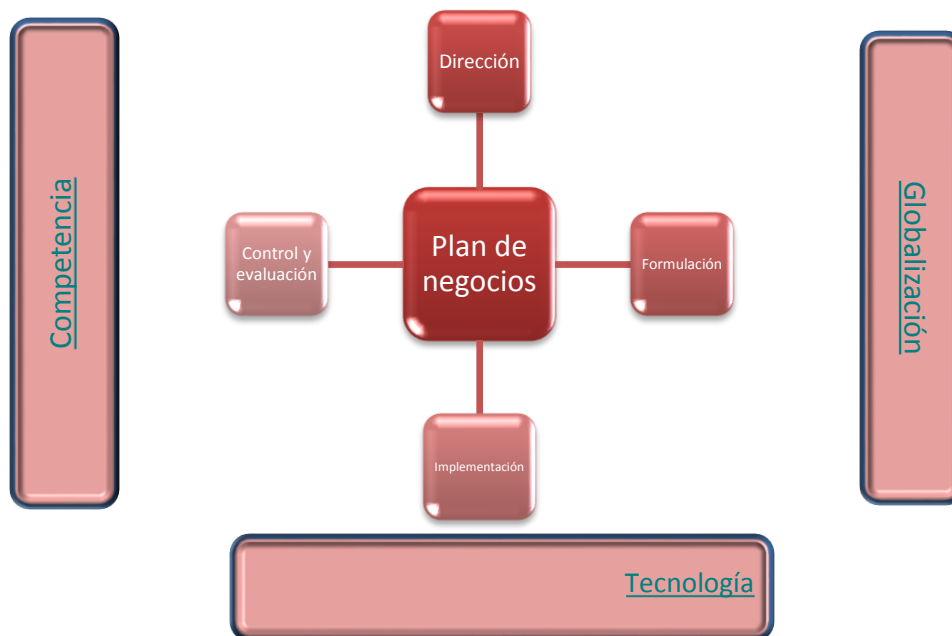 Dirección
Competencia
Globalización
Control y
evaluación
Plan de
negocios
Formulación
Implementación
Tecnología